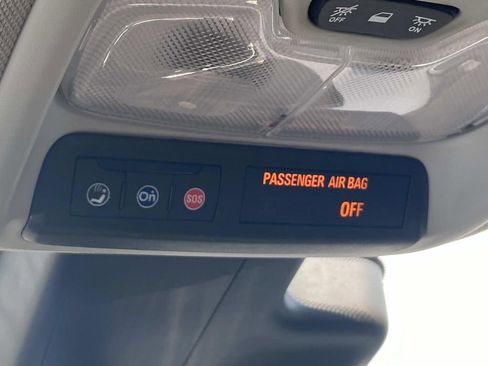 OFF
ON
PASSENGER AIR BAG
OFF
On
SOS